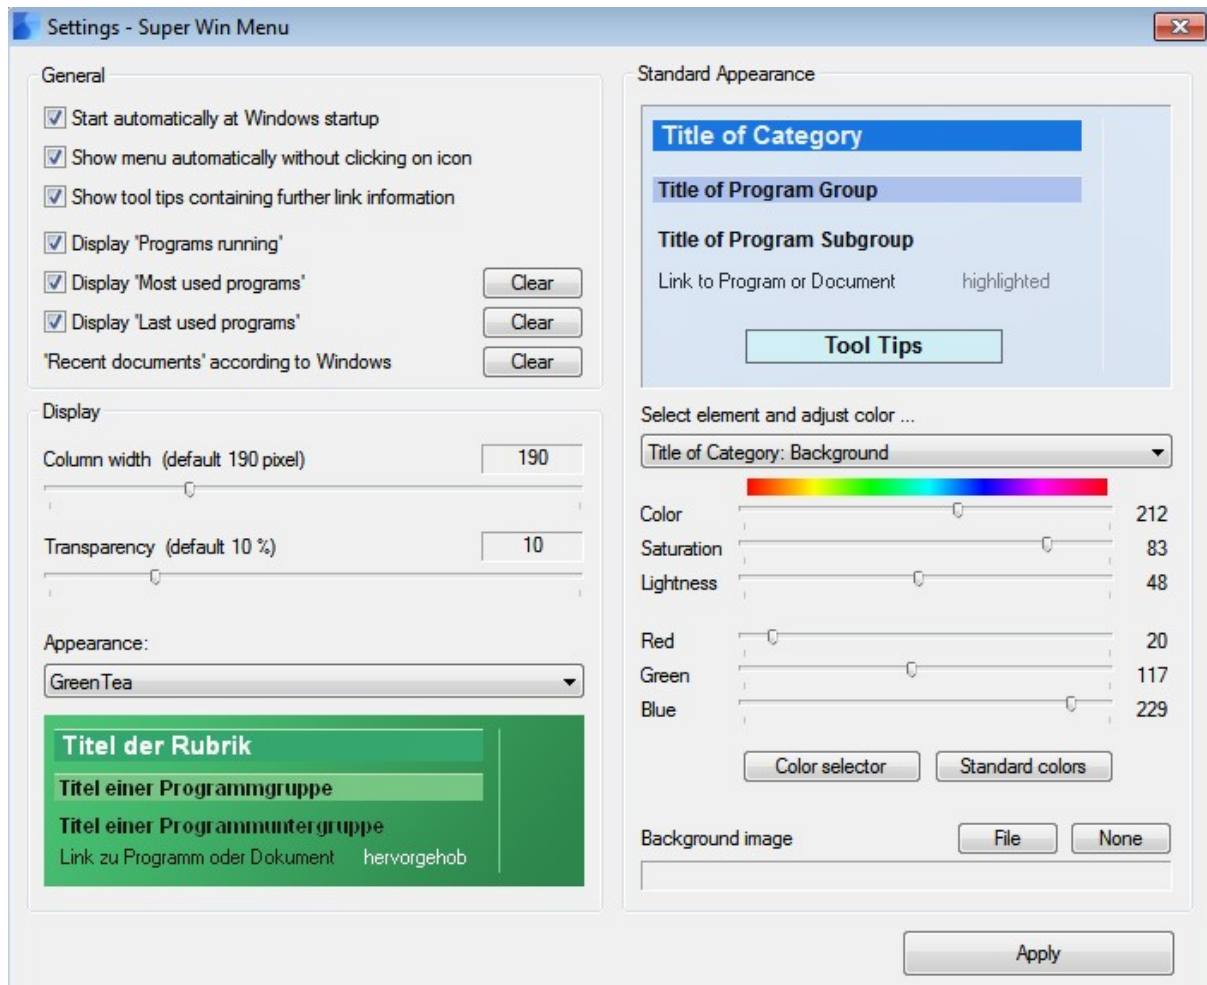 Settings - Super Win Menu
General
Start automatically at Windows startup
Show menu automatically without clicking on icon
Show tool tips containing further link information
Display 'Programs running'
Display 'Most used programs' Clear
Display 'Last used programs' Clear
'Recent documents' according to Windows Clear
Display
Column width (default 190 pixel) 190
Transparency (default 10 %) 10
Appearance:
GreenTea
Titel der Rubrik
Titel einer Programmgruppe
Titel einer Programmuntergruppe
Link zu Programm oder Dokument hervorgehob
Standard Appearance
Title of Category
Title of Program Group
Title of Program Subgroup
Link to Program or Document highlighted
Tool Tips
Select element and adjust color ...
Title of Category: Background
Color 212
Saturation 83
Lightness 48
Red 20
Green 117
Blue 229
Color selector Standard colors
Background image File None
Apply